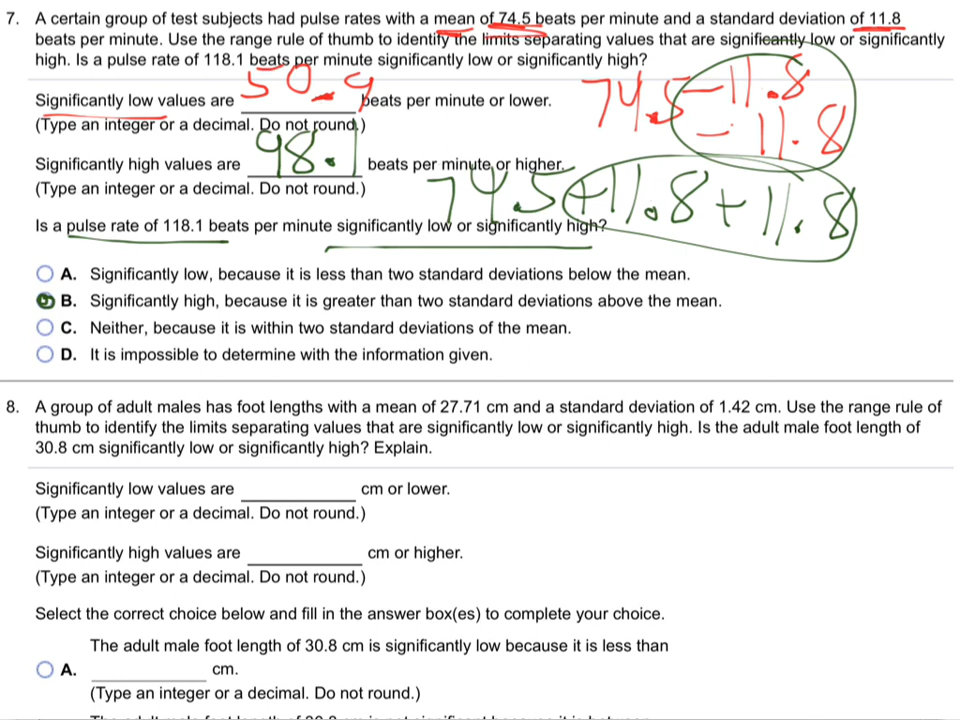 7. A certain group of test subjects had pulse rates with a mean of 74.5 beats per minute and a standard deviation of 11.8
beats per minute. Use the range rule of thumb to identify the limits separating values that are significantly low or significantly
high. Is a pulse rate of 118.1 beats per minute significantly low or significantly high?
Significantly low values are 50.9 beats per minute or lower.
74.5 - 11.8
- 11.8
(Type an integer or a decimal. Do not round.)
Significantly high values are 98.1 beats per minute or higher.
74.5 + 11.8 + 11.8
(Type an integer or a decimal. Do not round.)
Is a pulse rate of 118.1 beats per minute significantly low or significantly high?
A. Significantly low, because it is less than two standard deviations below the mean.
B. Significantly high, because it is greater than two standard deviations above the mean.
C. Neither, because it is within two standard deviations of the mean.
D. It is impossible to determine with the information given.
8. A group of adult males has foot lengths with a mean of 27.71 cm and a standard deviation of 1.42 cm. Use the range rule of
thumb to identify the limits separating values that are significantly low or significantly high. Is the adult male foot length of
30.8 cm significantly low or significantly high? Explain.
Significantly low values are ____ cm or lower.
(Type an integer or a decimal. Do not round.)
Significantly high values are ____ cm or higher.
(Type an integer or a decimal. Do not round.)
Select the correct choice below and fill in the answer box(es) to complete your choice.
The adult male foot length of 30.8 cm is significantly low because it is less than
A. ____ cm.
(Type an integer or a decimal. Do not round.)